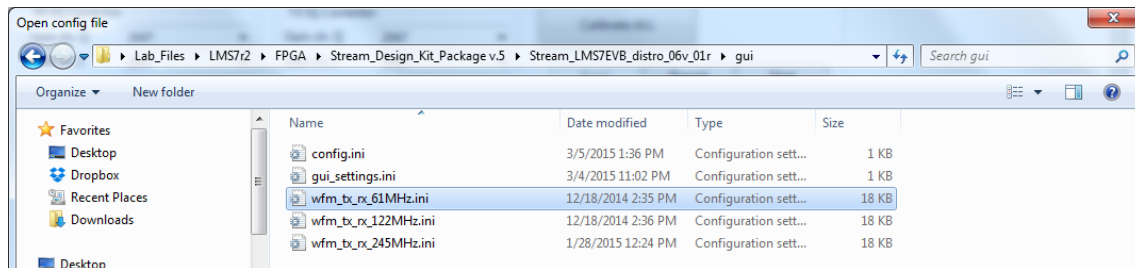 Open config file
Lab_Files LMS7r2 FPGA Stream_Design_Kit_Package v.5 Stream_LMS7EVB_distro_06v_01r gui Search gui
Organize New folder
Favorites
Desktop
Dropbox
Recent Places
Downloads
Desktop
Name Date modified Type Size
config.ini 3/5/2015 1:36 PM Configuration sett... 1 KB
gui_settings.ini 3/4/2015 11:02 PM Configuration sett... 1 KB
wfm_tx_rx_61MHz.ini 12/18/2014 2:35 PM Configuration sett... 18 KB
wfm_tx_rx_122MHz.ini 12/18/2014 2:36 PM Configuration sett... 18 KB
wfm_tx_rx_245MHz.ini 1/28/2015 12:24 PM Configuration sett... 18 KB